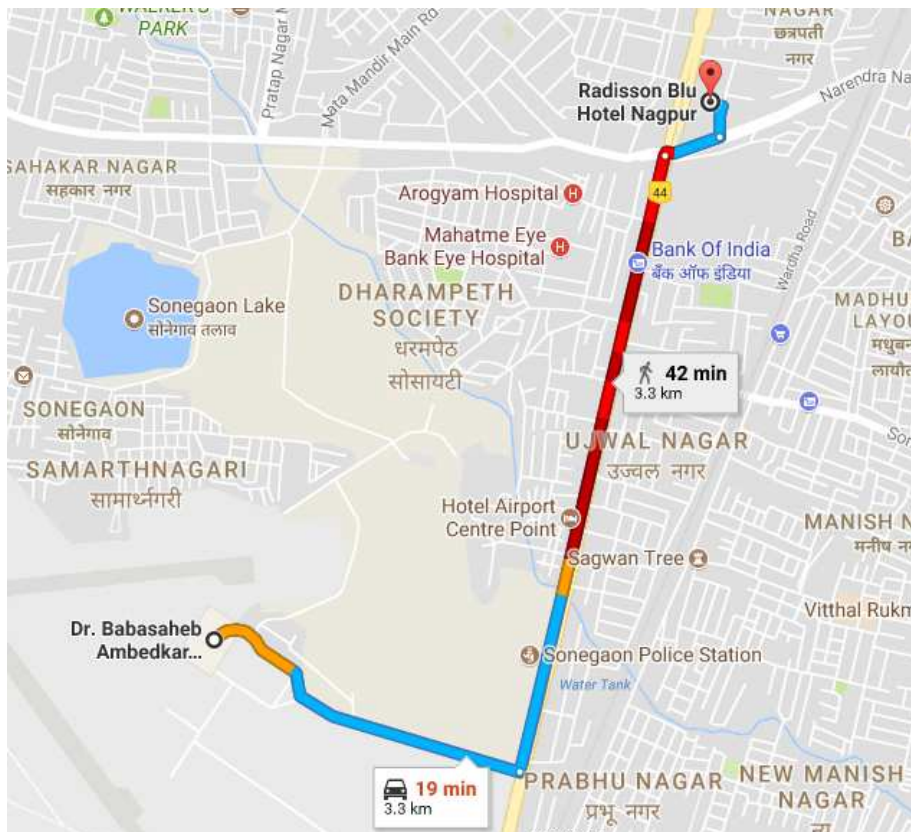 WALKER'S
PARK
Pratap Nagar
Mata Mandir Main Rd
NAGAR
छत्रपती
नगर
Radisson Blu
Hotel Nagpur
Narendra Na
SAHAKAR NAGAR
सहकार नगर
Arogyam Hospital
H
44
Mahatme Eye
Bank Eye Hospital
H
Bank Of India
बँक ऑफ इंडिया
Wardha Road
Sonegaon Lake
सोनेगाव तलाव
DHARAMPETH
SOCIETY
धरमपेठ
सोसायटी
MADHU
LAYOU
42 min
3.3 km
SONEGAON
सोनेगाव
SAMARTHNAGARI
सामार्थ्नगरी
UJWAL NAGAR
उज्वल नगर
Hotel Airport
Centre Point
Sagwan Tree
MANISH N
Vitthal Rukm
Dr. Babasaheb
Ambedkar...
Sonegaon Police Station
Water Tank
19 min
3.3 km
PRABHU NAGAR
प्रभू नगर
NEW MANISH
NAGAR